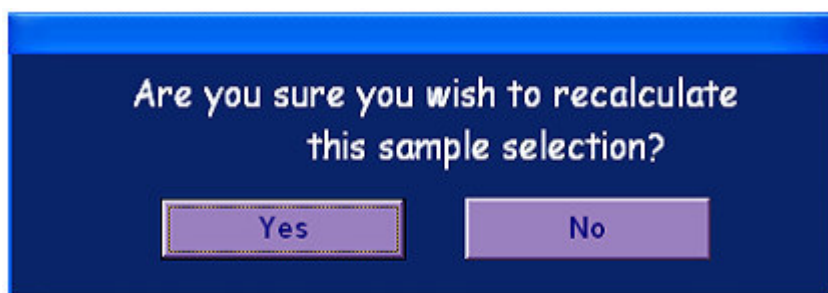 Are you sure you wish to recalculate
this sample selection?
Yes No